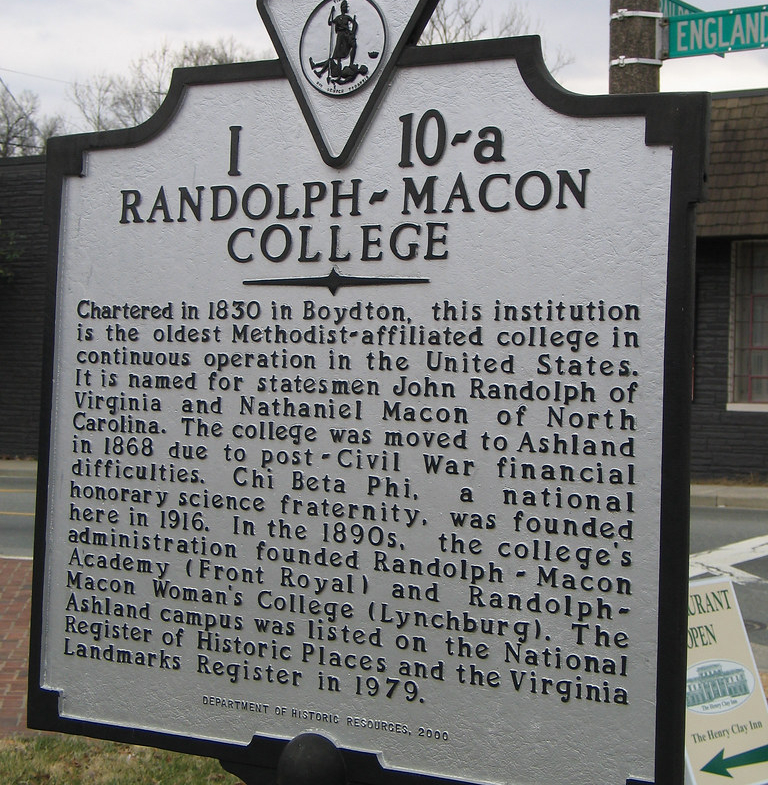 ENGLAND
I 10-a
RANDOLPH-MACON
COLLEGE
Chartered in 1830 in Boydton, this institution
is the oldest Methodist-affiliated college in
continuous operation in the United States.
It is named for statesmen John Randolph of
Virginia and Nathaniel Macon of North
Carolina. The college was moved to Ashland
in 1868 due to post-Civil War financial
difficulties. Chi Beta Phi, a national
honorary science fraternity, was founded
here in 1916. In the 1890s, the college's
administration founded Randolph-Macon
Academy (Front Royal) and Randolph-
Macon Woman's College (Lynchburg). The
Ashland campus was listed on the National
Register of Historic Places and the Virginia
Landmarks Register in 1979.
DEPARTMENT OF HISTORIC RESOURCES, 2000
URANT
OPEN
The Henry Clay Inn
The Henry Clay Inn